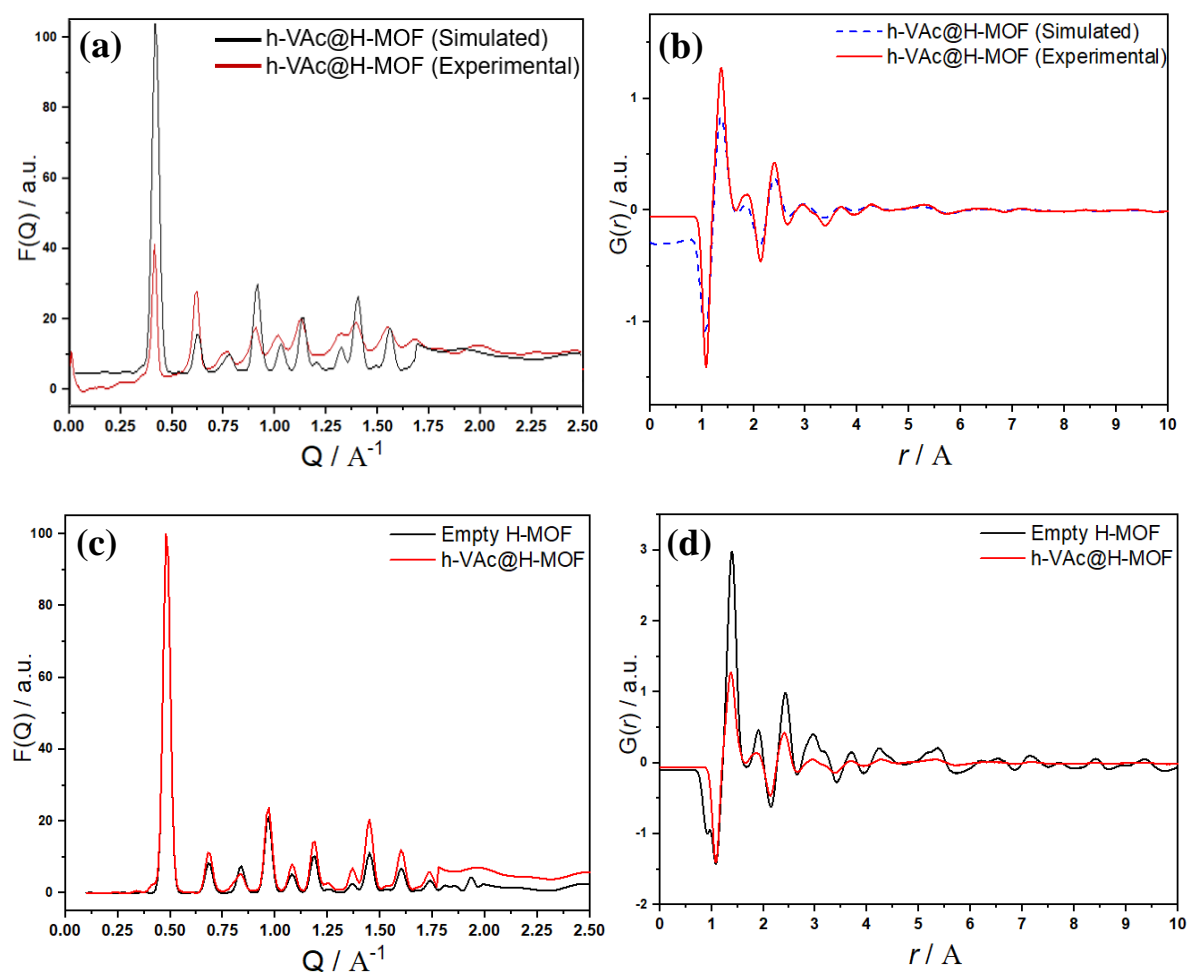 (a)
h-VAc@H-MOF (Simulated)
h-VAc@H-MOF (Experimental)
F(Q) / a.u.
100
80
60
40
20
0
0.00 0.25 0.50 0.75 1.00 1.25 1.50 1.75 2.00 2.25 2.50
Q / A-1
(b)
h-VAc@H-MOF (Simulated)
h-VAc@H-MOF (Experimental)
G(r) / a.u.
1
0
-1
0 1 2 3 4 5 6 7 8 9 10
r / A
(c)
Empty H-MOF
h-VAc@H-MOF
F(Q) / a.u.
100
80
60
40
20
0
0.00 0.25 0.50 0.75 1.00 1.25 1.50 1.75 2.00 2.25 2.50
Q / A-1
(d)
Empty H-MOF
h-VAc@H-MOF
G(r) / a.u.
3
2
1
0
-1
-2
0 1 2 3 4 5 6 7 8 9 10
r / A